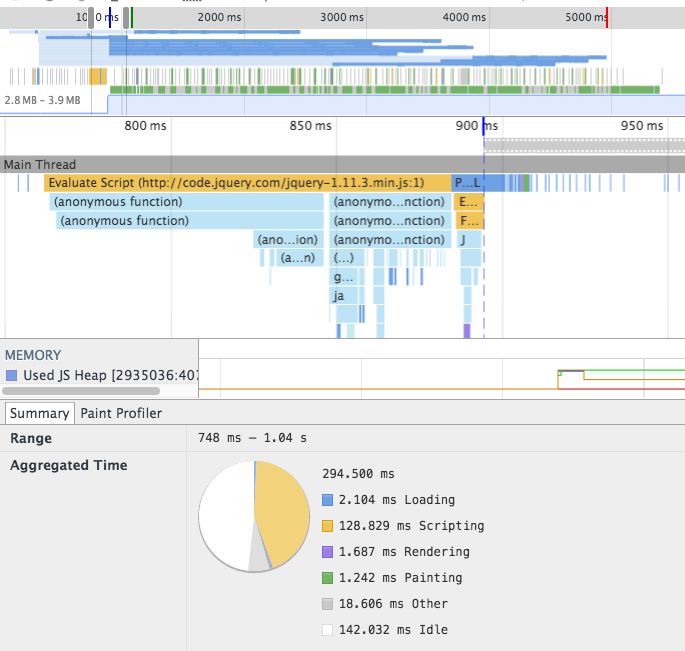 2000 ms 3000 ms 4000 ms 5000 ms
2.8 MB – 3.9 MB
800 ms 850 ms 900 ms 950 ms
Main Thread
Evaluate Script (http://code.jquery.com/jquery-1.11.3.min.js:1) P…L
(anonymous function) (anonymo…nction) E…
(anonymous function) (anonymo…nction) F…
(ano…ion) (anonymo…nction) J
(a…n) (…)
g…
ja
MEMORY
Used JS Heap [2935036:40
Summary Paint Profiler
Range 748 ms – 1.04 s
Aggregated Time
294.500 ms
2.104 ms Loading
128.829 ms Scripting
1.687 ms Rendering
1.242 ms Painting
18.606 ms Other
142.032 ms Idle